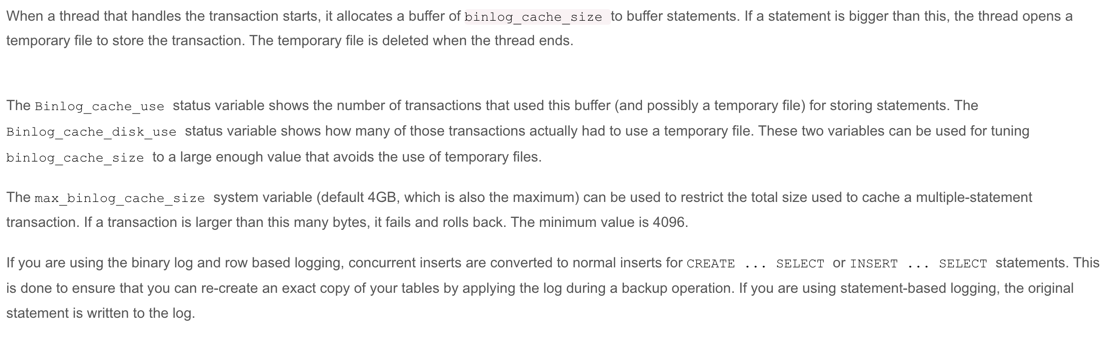 When a thread that handles the transaction starts, it allocates a buffer of binlog_cache_size to buffer statements. If a statement is bigger than this, the thread opens a
temporary file to store the transaction. The temporary file is deleted when the thread ends.
The Binlog_cache_use status variable shows the number of transactions that used this buffer (and possibly a temporary file) for storing statements. The
Binlog_cache_disk_use status variable shows how many of those transactions actually had to use a temporary file. These two variables can be used for tuning
binlog_cache_size to a large enough value that avoids the use of temporary files.
The max_binlog_cache_size system variable (default 4GB, which is also the maximum) can be used to restrict the total size used to cache a multiple-statement
transaction. If a transaction is larger than this many bytes, it fails and rolls back. The minimum value is 4096.
If you are using the binary log and row based logging, concurrent inserts are converted to normal inserts for CREATE ... SELECT or INSERT ... SELECT statements. This
is done to ensure that you can re-create an exact copy of your tables by applying the log during a backup operation. If you are using statement-based logging, the original
statement is written to the log.